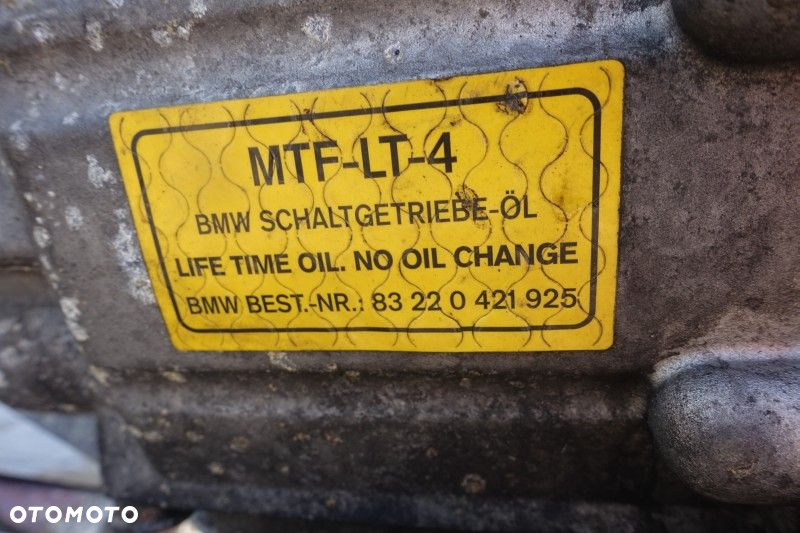 MTF-LT-4
BMW SCHALTGETRIEBE-ÖL
LIFE TIME OIL. NO OIL CHANGE
BMW BEST.-NR.: 83 22 0 421 925
OTOMOTO